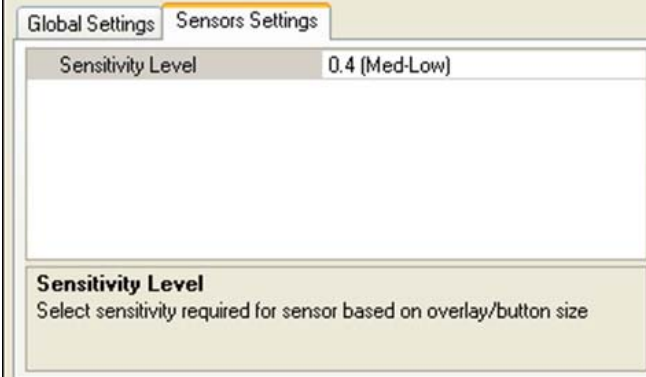 Global Settings Sensors Settings
Sensitivity Level 0.4 (Med-Low)
Sensitivity Level
Select sensitivity required for sensor based on overlay/button size